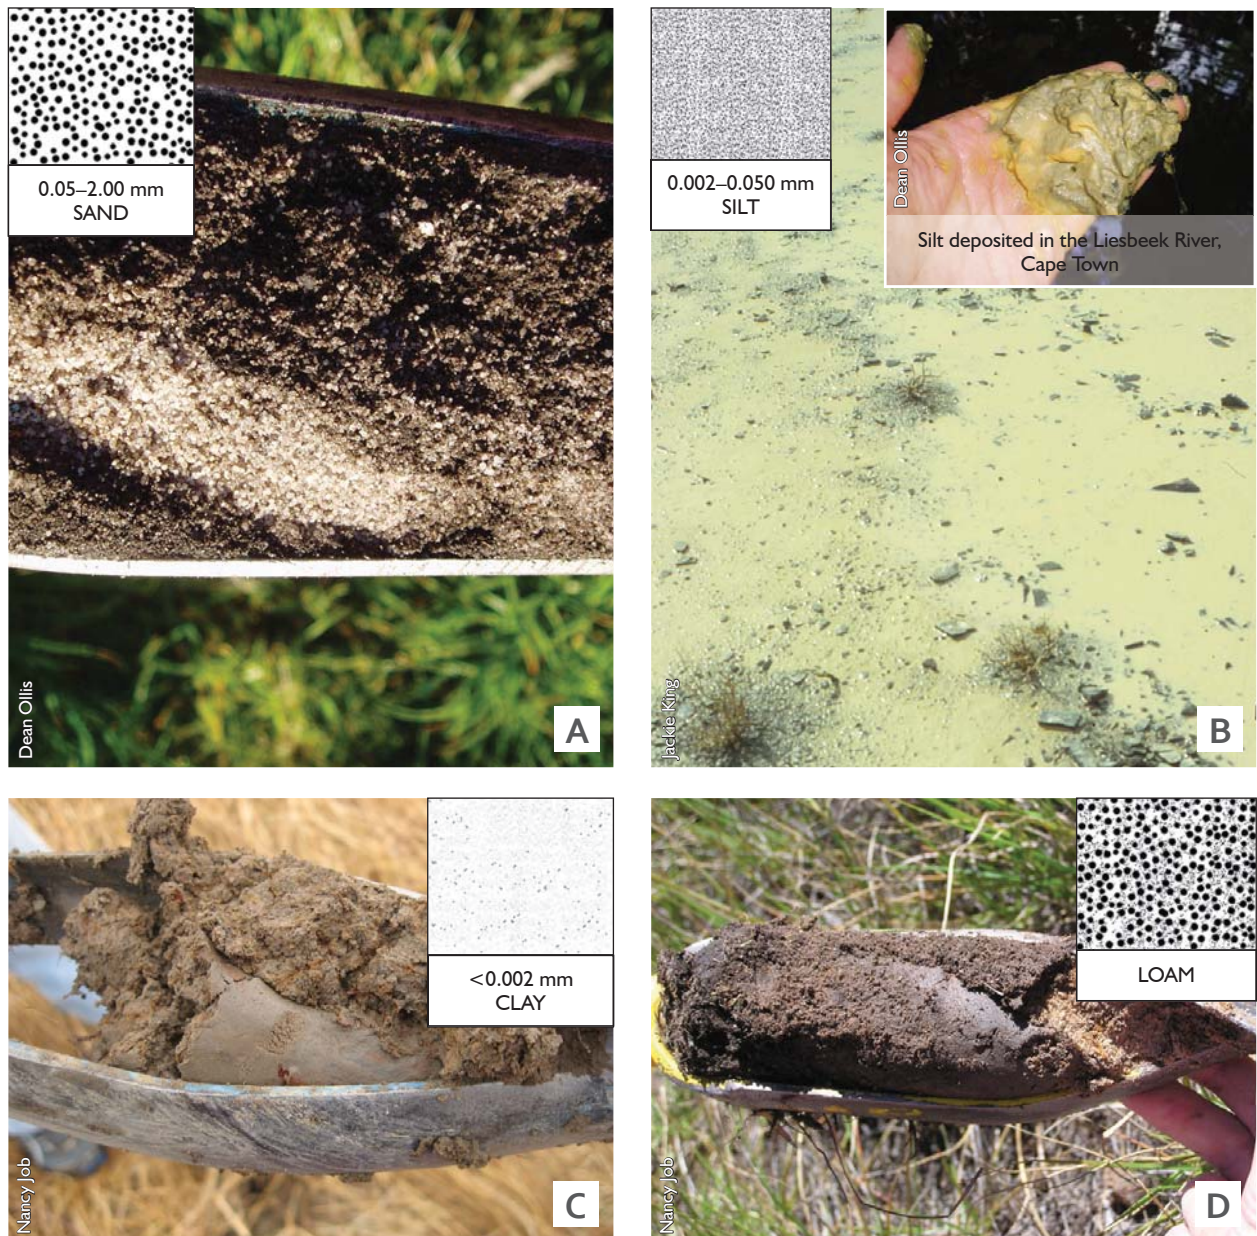 0.05–2.00 mm
SAND
Dean Ollis
A
0.002–0.050 mm
SILT
Dean Ollis
Silt deposited in the Liesbeek River,
Cape Town
Jackie King
B
<0.002 mm
CLAY
Nancy Job
C
LOAM
Nancy Job
D